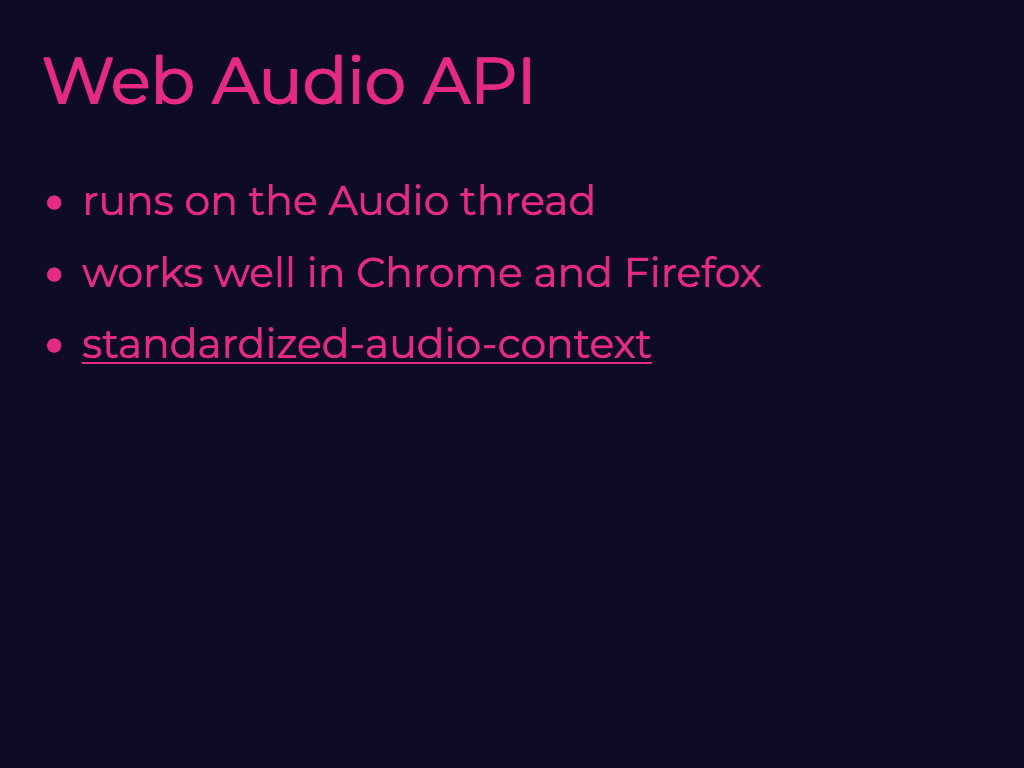 Web Audio API
• runs on the Audio thread
• works well in Chrome and Firefox
• standardized-audio-context